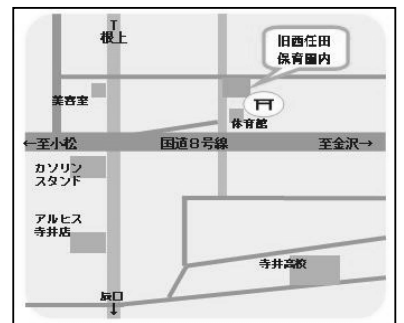 ↑
根上
旧西任田
保育園内
美容室
体育館
←至小松
国道8号線
至金沢→
ガソリン
スタンド
アルビス
寺井店
寺井高校
辰口
↓